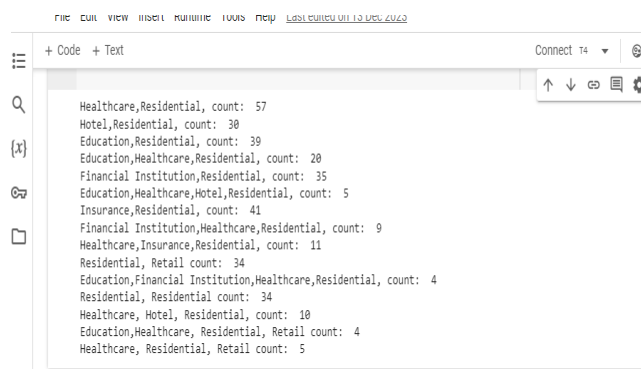 File Edit View Insert Runtime Tools Help Last edited on 13 Dec 2023
+ Code + Text Connect T4
{x}
Healthcare,Residential, count: 57
Hotel,Residential, count: 30
Education,Residential, count: 39
Education,Healthcare,Residential, count: 20
Financial Institution,Residential, count: 35
Education,Healthcare,Hotel,Residential, count: 5
Insurance,Residential, count: 41
Financial Institution,Healthcare,Residential, count: 9
Healthcare,Insurance,Residential, count: 11
Residential, Retail count: 34
Education,Financial Institution,Healthcare,Residential, count: 4
Residential, Residential count: 34
Healthcare, Hotel, Residential, count: 10
Education,Healthcare, Residential, Retail count: 4
Healthcare, Residential, Retail count: 5